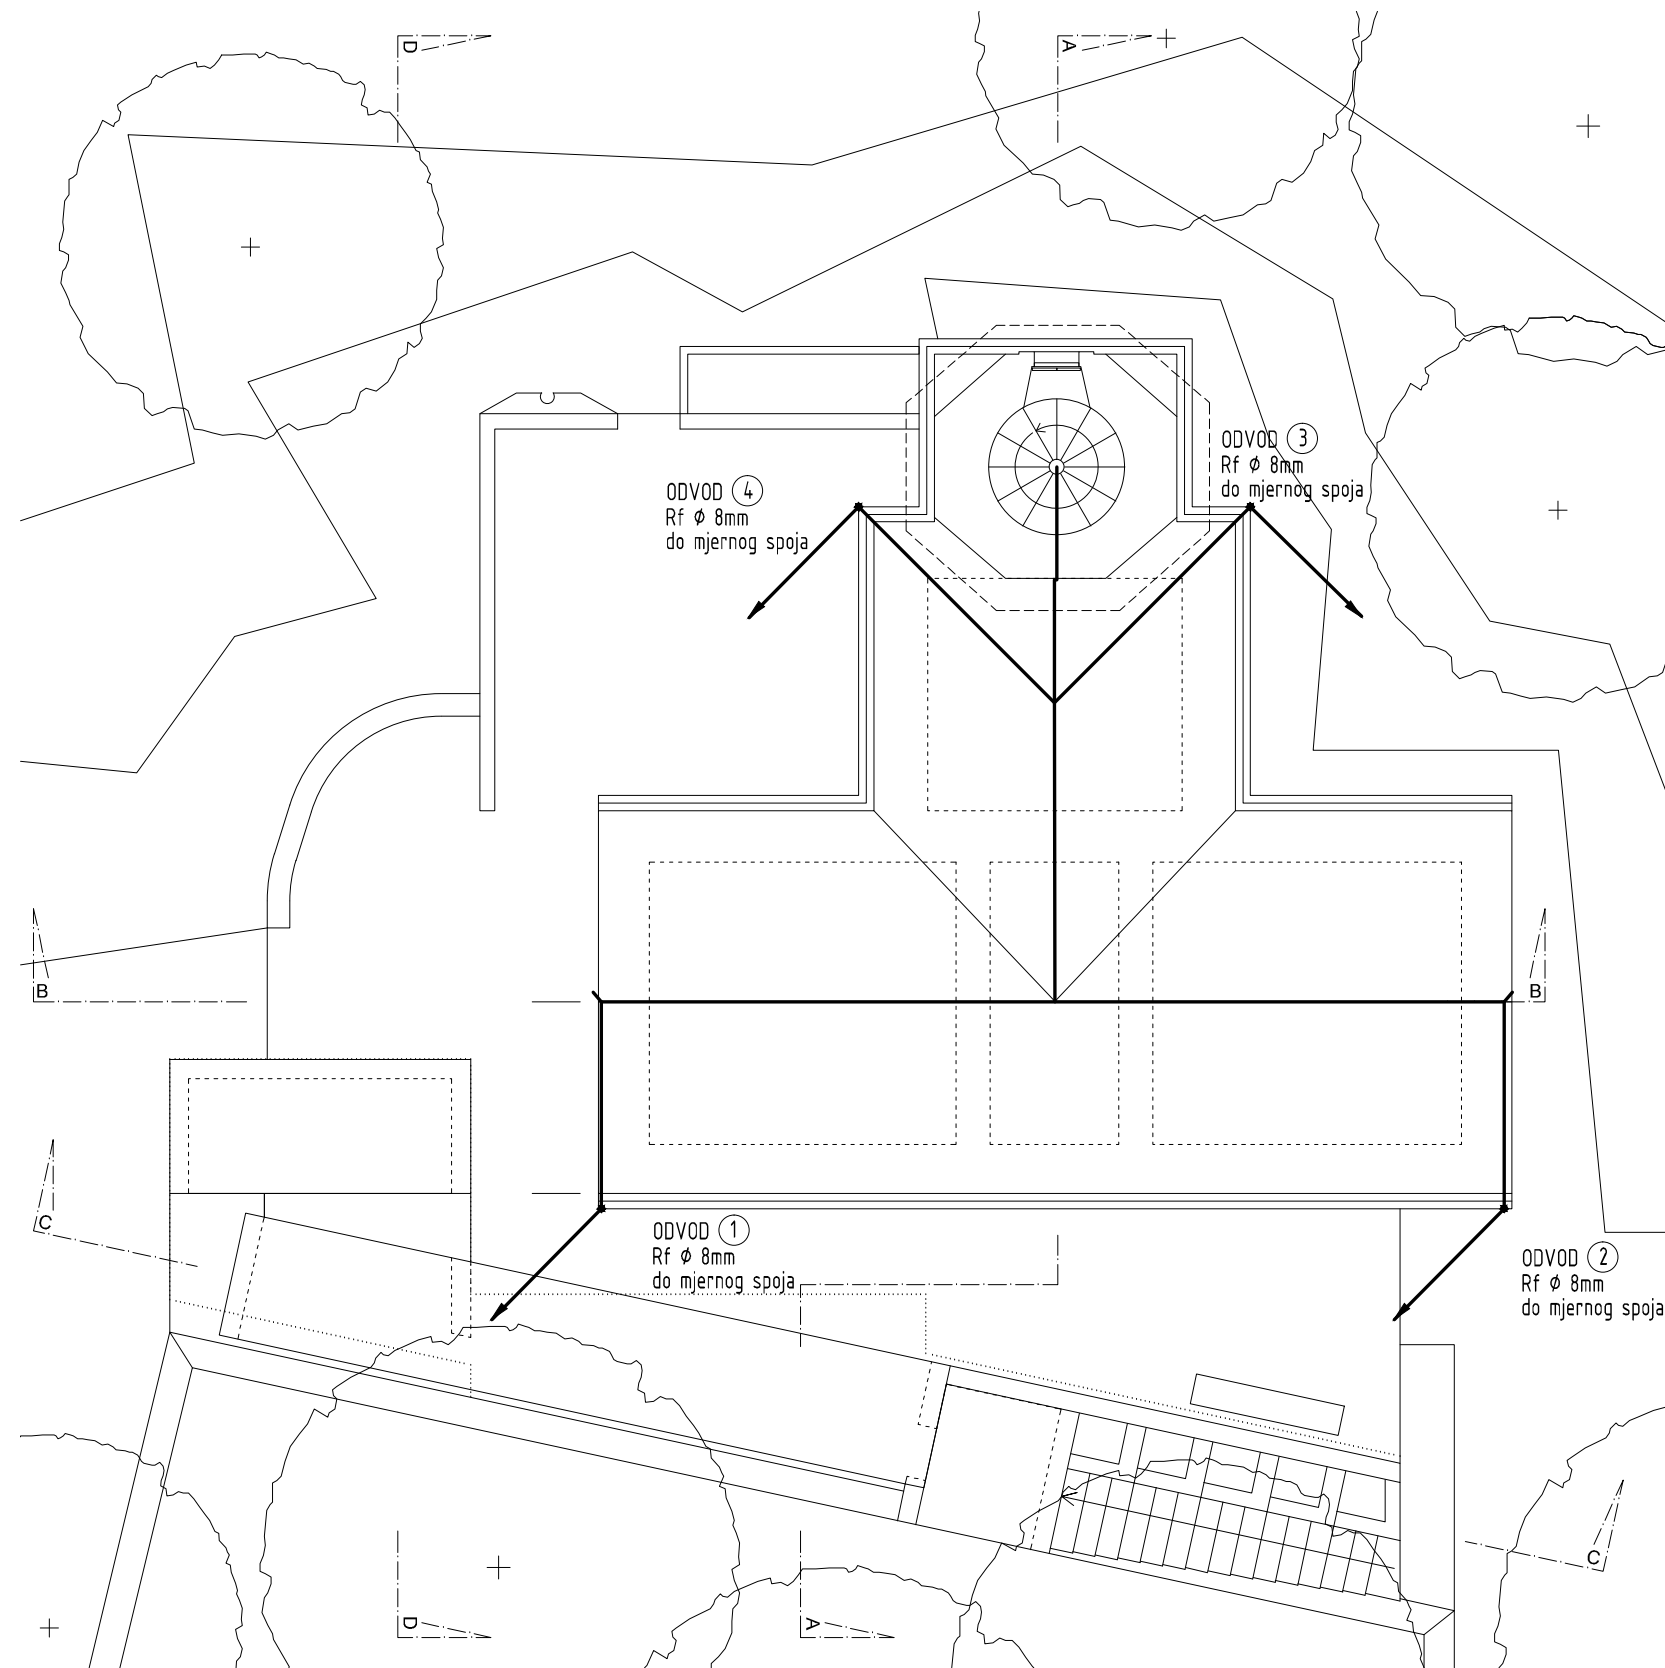 D
A
ODVOD 3
Rf ϕ 8mm
do mjernog spoja
ODVOD 4
Rf ϕ 8mm
do mjernog spoja
B
B
C
ODVOD 1
Rf ϕ 8mm
do mjernog spoja
ODVOD 2
Rf ϕ 8mm
do mjernog spoja
C
D
A